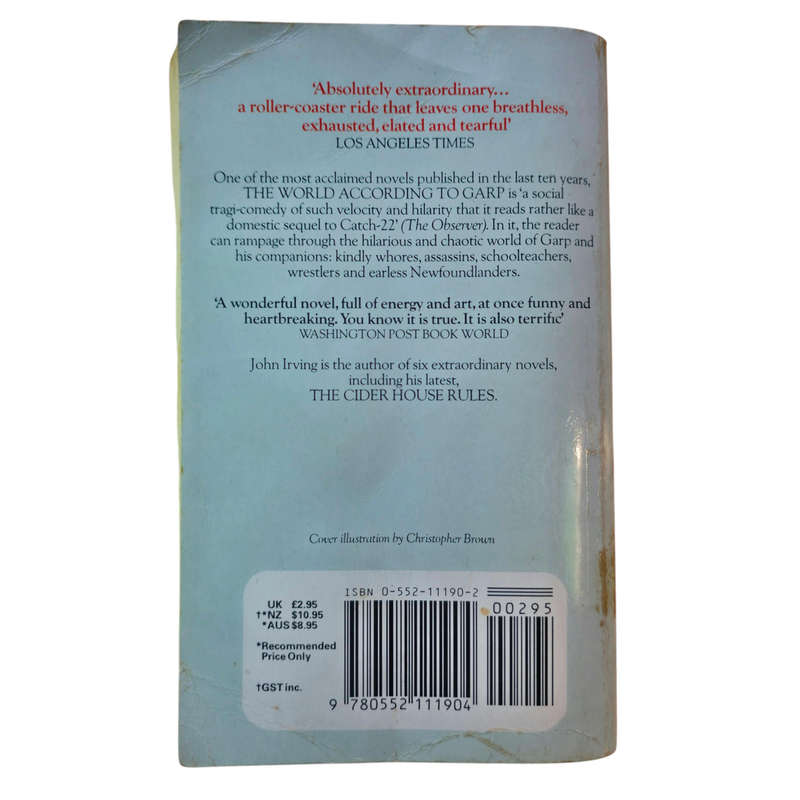 ‘Absolutely extraordinary…
a roller-coaster ride that leaves one breathless,
exhausted, elated and tearful’
LOS ANGELES TIMES
One of the most acclaimed novels published in the last ten years,
THE WORLD ACCORDING TO GARP is ‘a social
tragi-comedy of such velocity and hilarity that it reads rather like a
domestic sequel to Catch-22’ (The Observer). In it, the reader
can rampage through the hilarious and chaotic world of Garp and
his companions: kindly whores, assassins, schoolteachers,
wrestlers and earless Newfoundlanders.
‘A wonderful novel, full of energy and art, at once funny and
heartbreaking. You know it is true. It is also terrific’
WASHINGTON POST BOOK WORLD
John Irving is the author of six extraordinary novels,
including his latest,
THE CIDER HOUSE RULES.
Cover illustration by Christopher Brown
UK £2.95
†*NZ $10.95
*AUS $8.95
*Recommended
Price Only
†GST inc.
ISBN 0-552-11190-2
00295
9 780552 111904